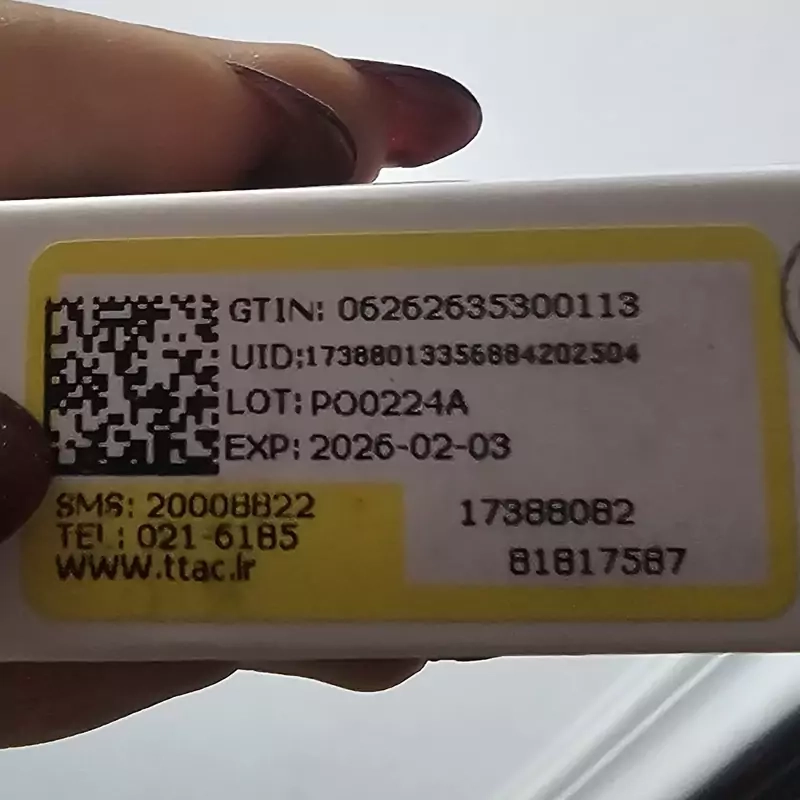 GTIN: 06262635300113
UID:17388013356884202504
LOT: PO0224A
EXP: 2026-02-03
SMS: 20008822
TEL: 021-6185
www.ttac.ir
17388082
81817587